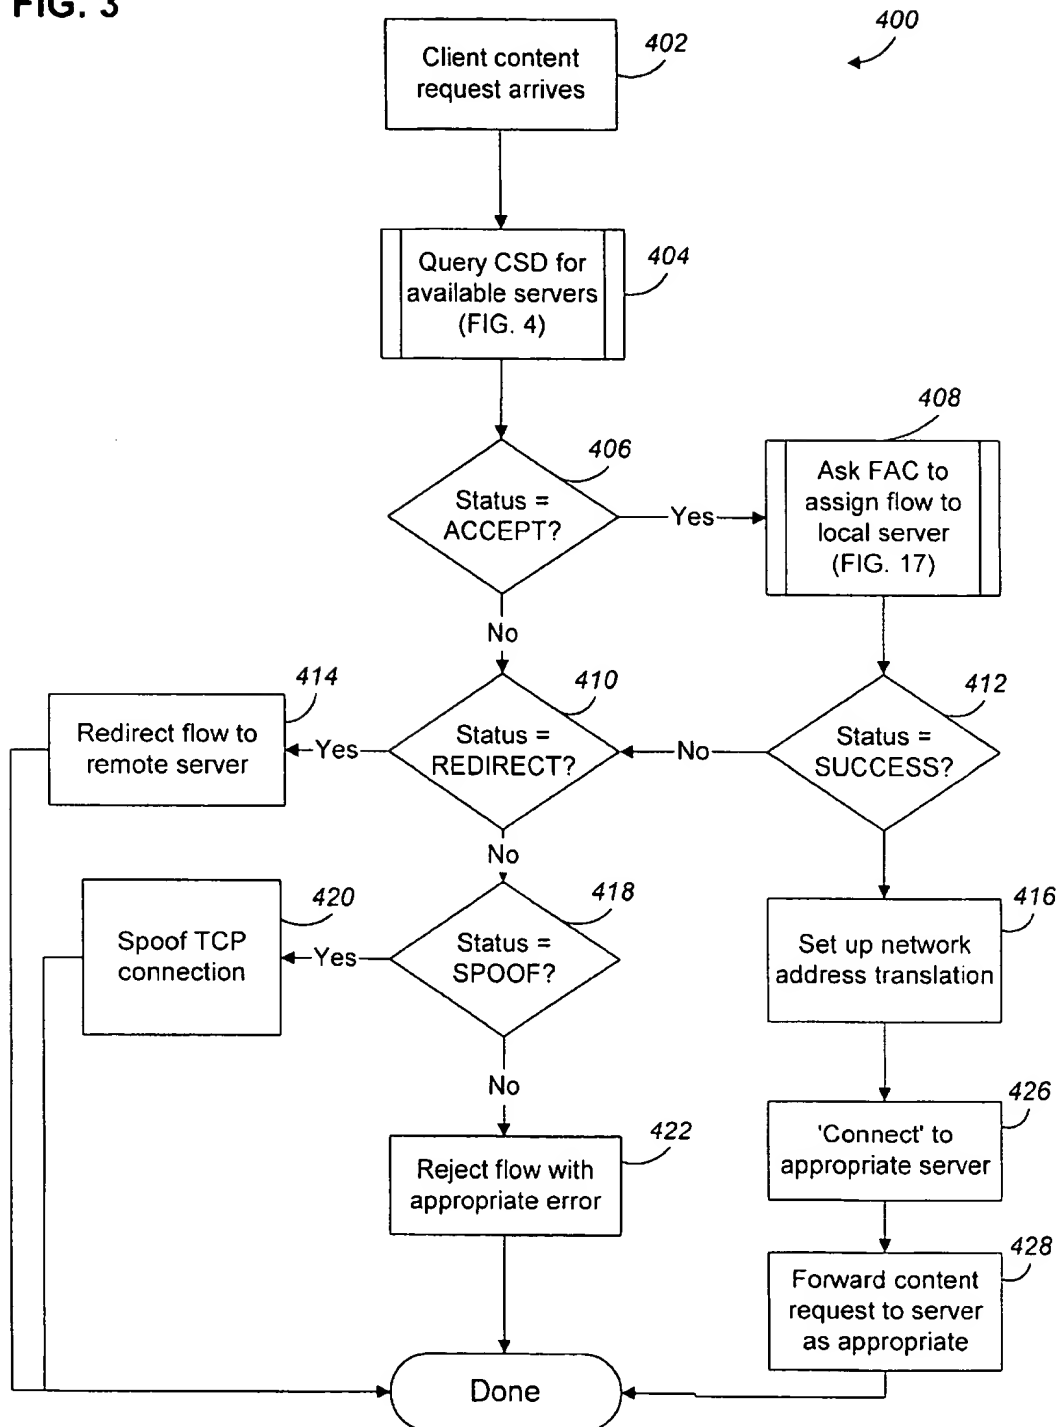 FIG. 3
400
402
Client content
request arrives
404
Query CSD for
available servers
(FIG. 4)
406
Status =
ACCEPT?
Yes
408
Ask FAC to
assign flow to
local server
(FIG. 17)
No
414
Redirect flow to
remote server
Yes
410
Status =
REDIRECT?
No
412
Status =
SUCCESS?
No
420
Spoof TCP
connection
Yes
418
Status =
SPOOF?
416
Set up network
address translation
No
422
Reject flow with
appropriate error
426
'Connect' to
appropriate server
428
Forward content
request to server
as appropriate
Done